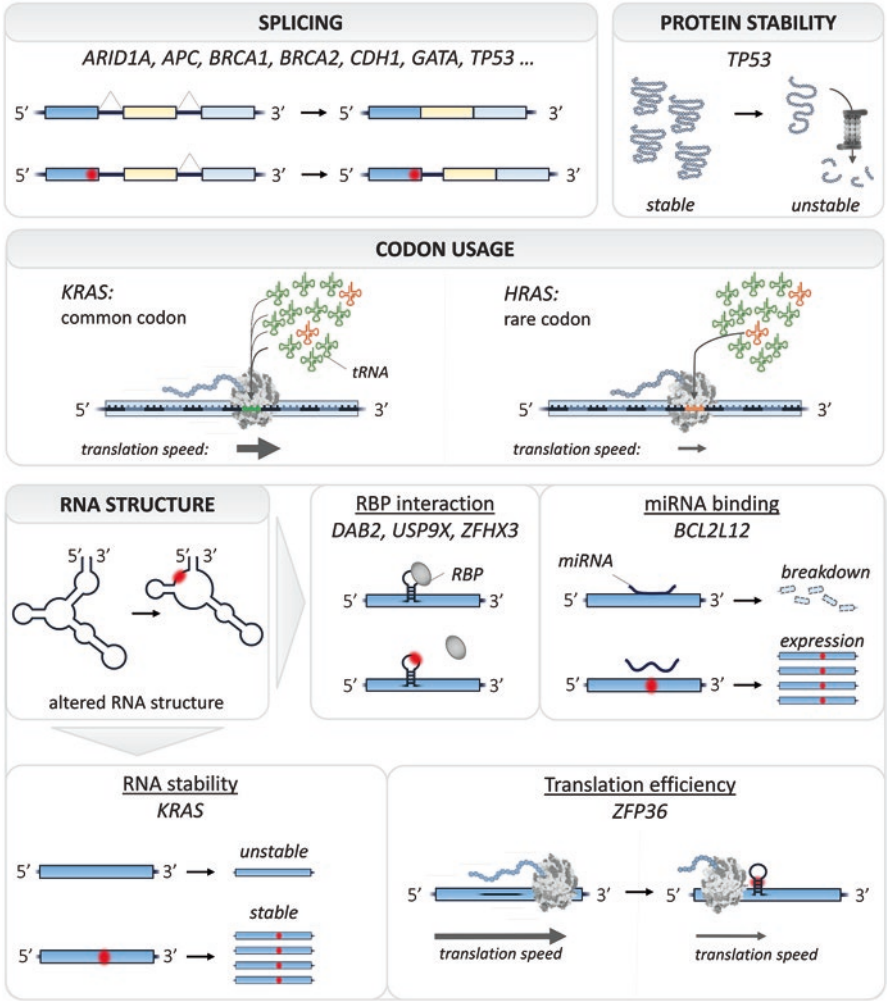 SPLICING
ARID1A, APC, BRCA1, BRCA2, CDH1, GATA, TP53 ...
5’ 3’ 5’ 3’
5’ 3’ 5’ 3’
PROTEIN STABILITY
TP53
stable unstable
CODON USAGE
KRAS:
common codon
tRNA
5’ 3’
translation speed:
HRAS:
rare codon
5’ 3’
translation speed:
RNA STRUCTURE
5’ 3’ 5’ 3’
altered RNA structure
RBP interaction
DAB2, USP9X, ZFHX3
RBP
5’ 3’
5’ 3’
miRNA binding
BCL2L12
miRNA
breakdown
5’ 3’
expression
5’ 3’
RNA stability
KRAS
unstable
5’ 3’
stable
5’ 3’
Translation efficiency
ZFP36
5’ 3’ 5’ 3’
translation speed translation speed